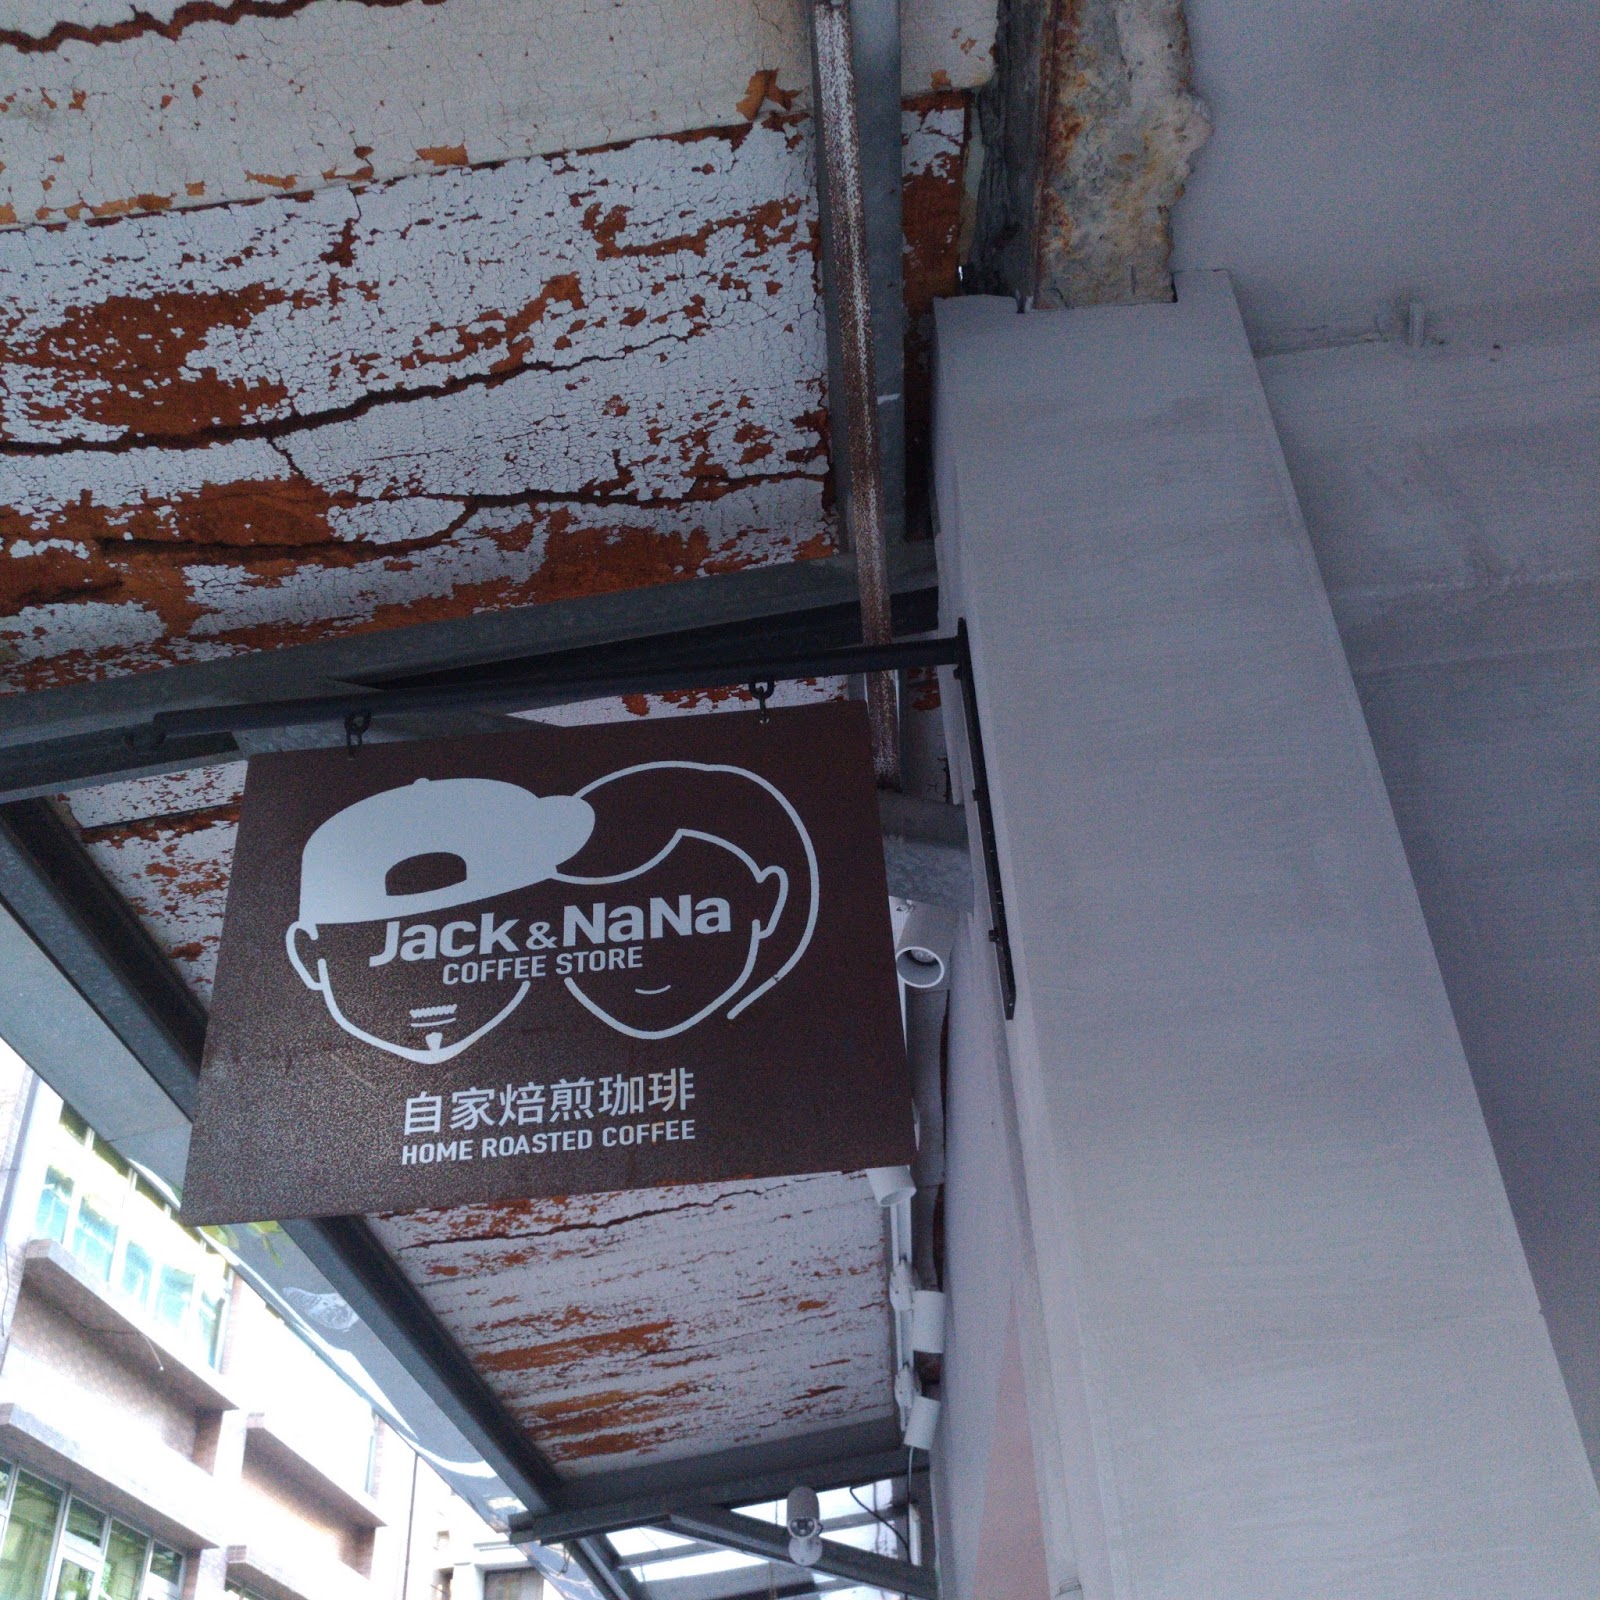 Jack & NaNa
COFFEE STORE
自家焙煎珈琲
HOME ROASTED COFFEE